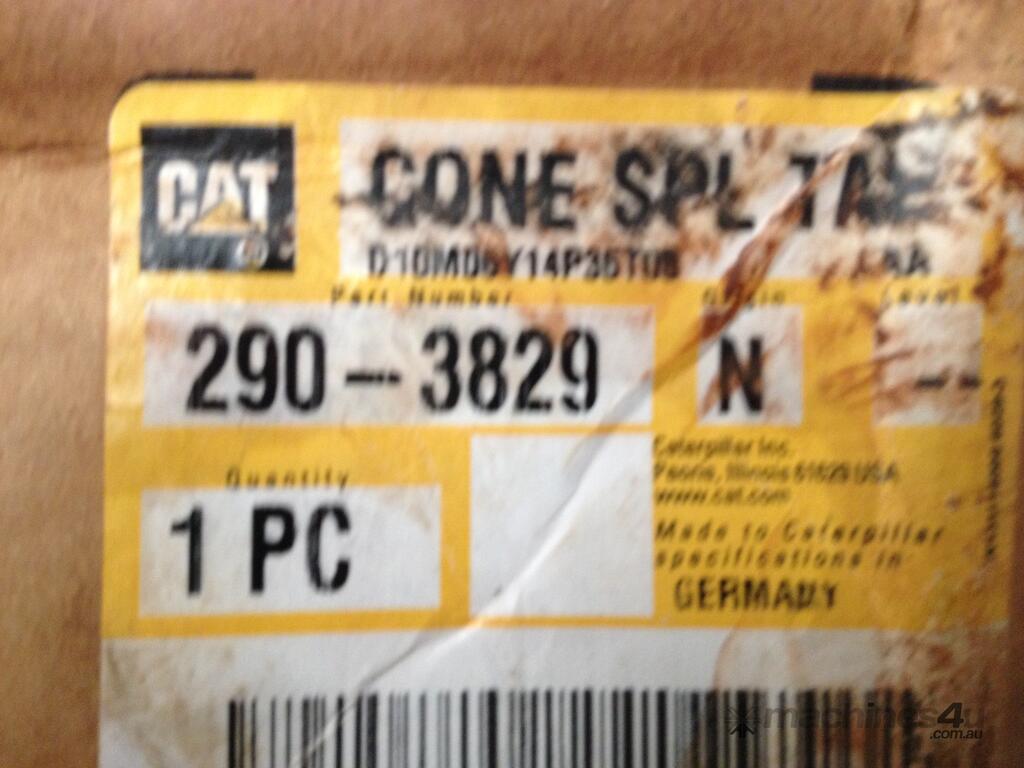 CAT
CONE SPL TAP
Part Number
290-3829
N
Quantity
1 PC
Caterpillar Inc.
Peoria, Illinois 61629 USA
www.cat.com
Made to Caterpillar
specifications in
GERMANY
machines4u
.com.au